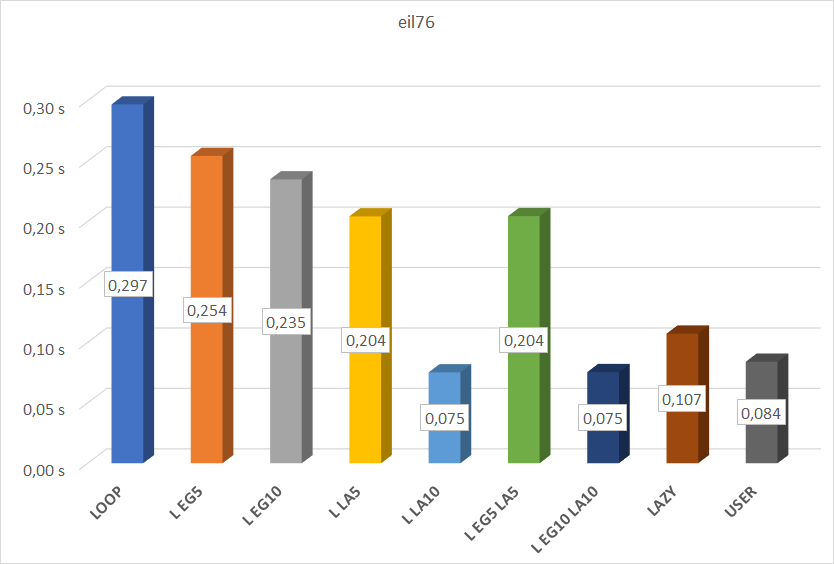 eil76
0,30 s
0,25 s
0,20 s
0,15 s
0,10 s
0,05 s
0,00 s
0,297
0,254
0,235
0,204
0,075
0,204
0,075
0,107
0,084
LOOP
L EG5
L EG10
L LA5
L LA10
L EG5 LA5
L EG10 LA10
LAZY
USER